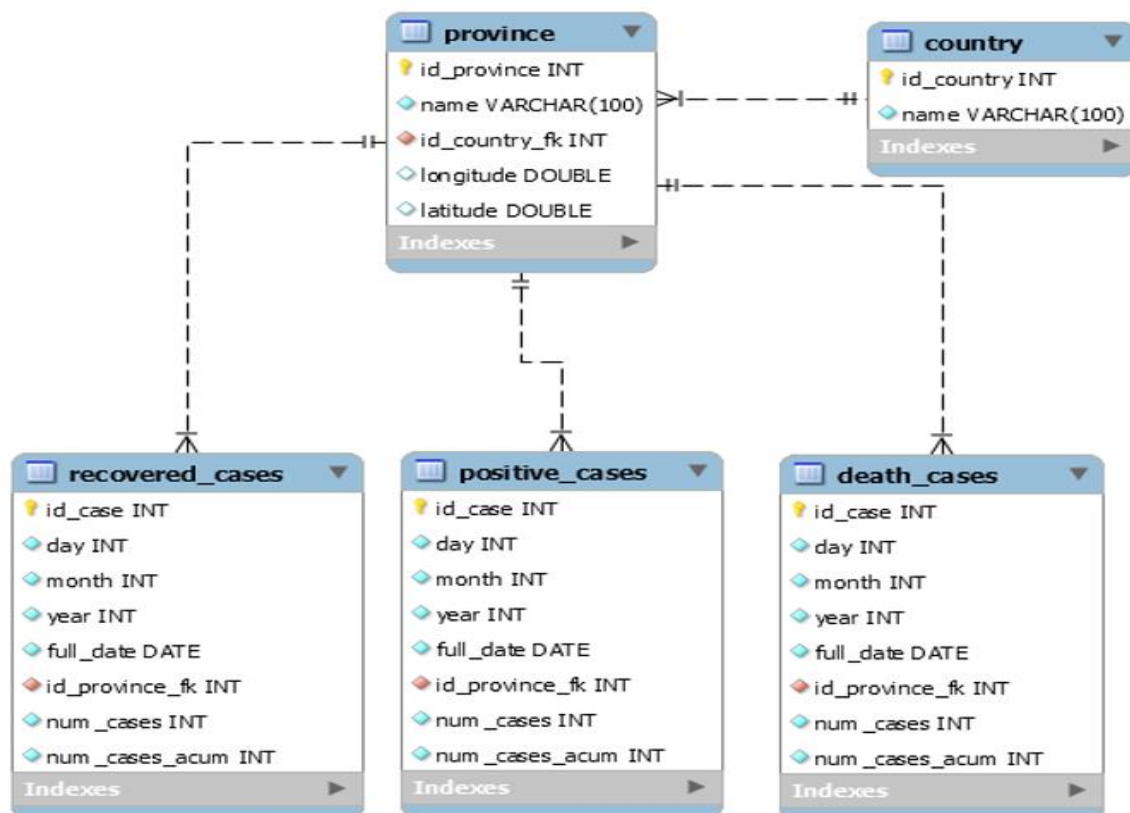 province
id_province INT
name VARCHAR(100)
id_country_fk INT
longitude DOUBLE
latitude DOUBLE
Indexes
country
id_country INT
name VARCHAR(100)
Indexes
recovered_cases
id_case INT
day INT
month INT
year INT
full_date DATE
id_province_fk INT
num_cases INT
num_cases_acum INT
Indexes
positive_cases
id_case INT
day INT
month INT
year INT
full_date DATE
id_province_fk INT
num_cases INT
num_cases_acum INT
Indexes
death_cases
id_case INT
day INT
month INT
year INT
full_date DATE
id_province_fk INT
num_cases INT
num_cases_acum INT
Indexes